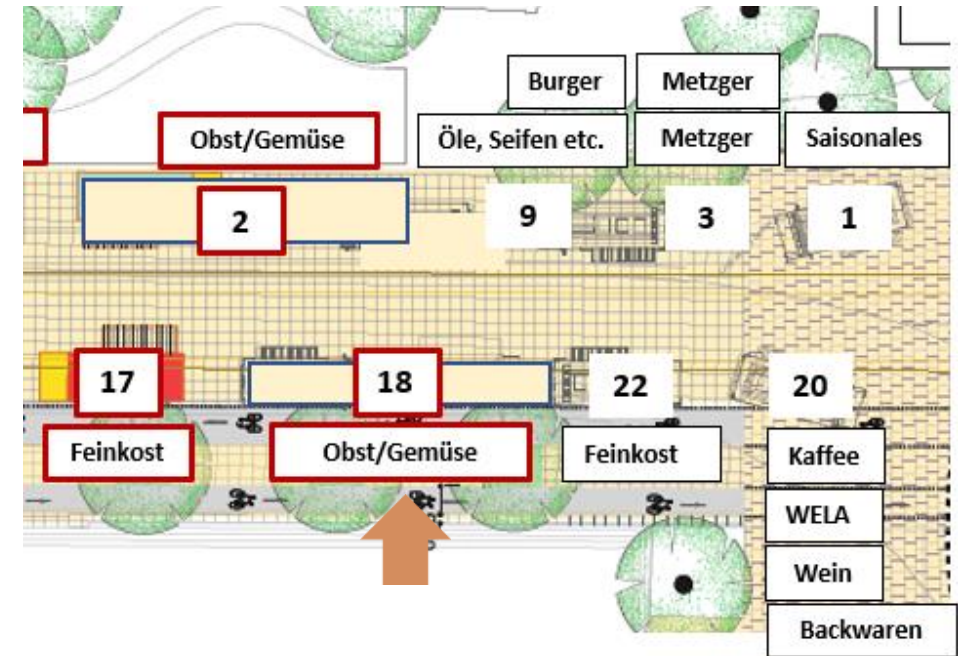 Burger
Metzger
Obst/Gemüse
Öle, Seifen etc.
Metzger
Saisonales
2
9
3
1
17
18
22
20
Feinkost
Obst/Gemüse
Feinkost
Kaffee
WELA
Wein
Backwaren